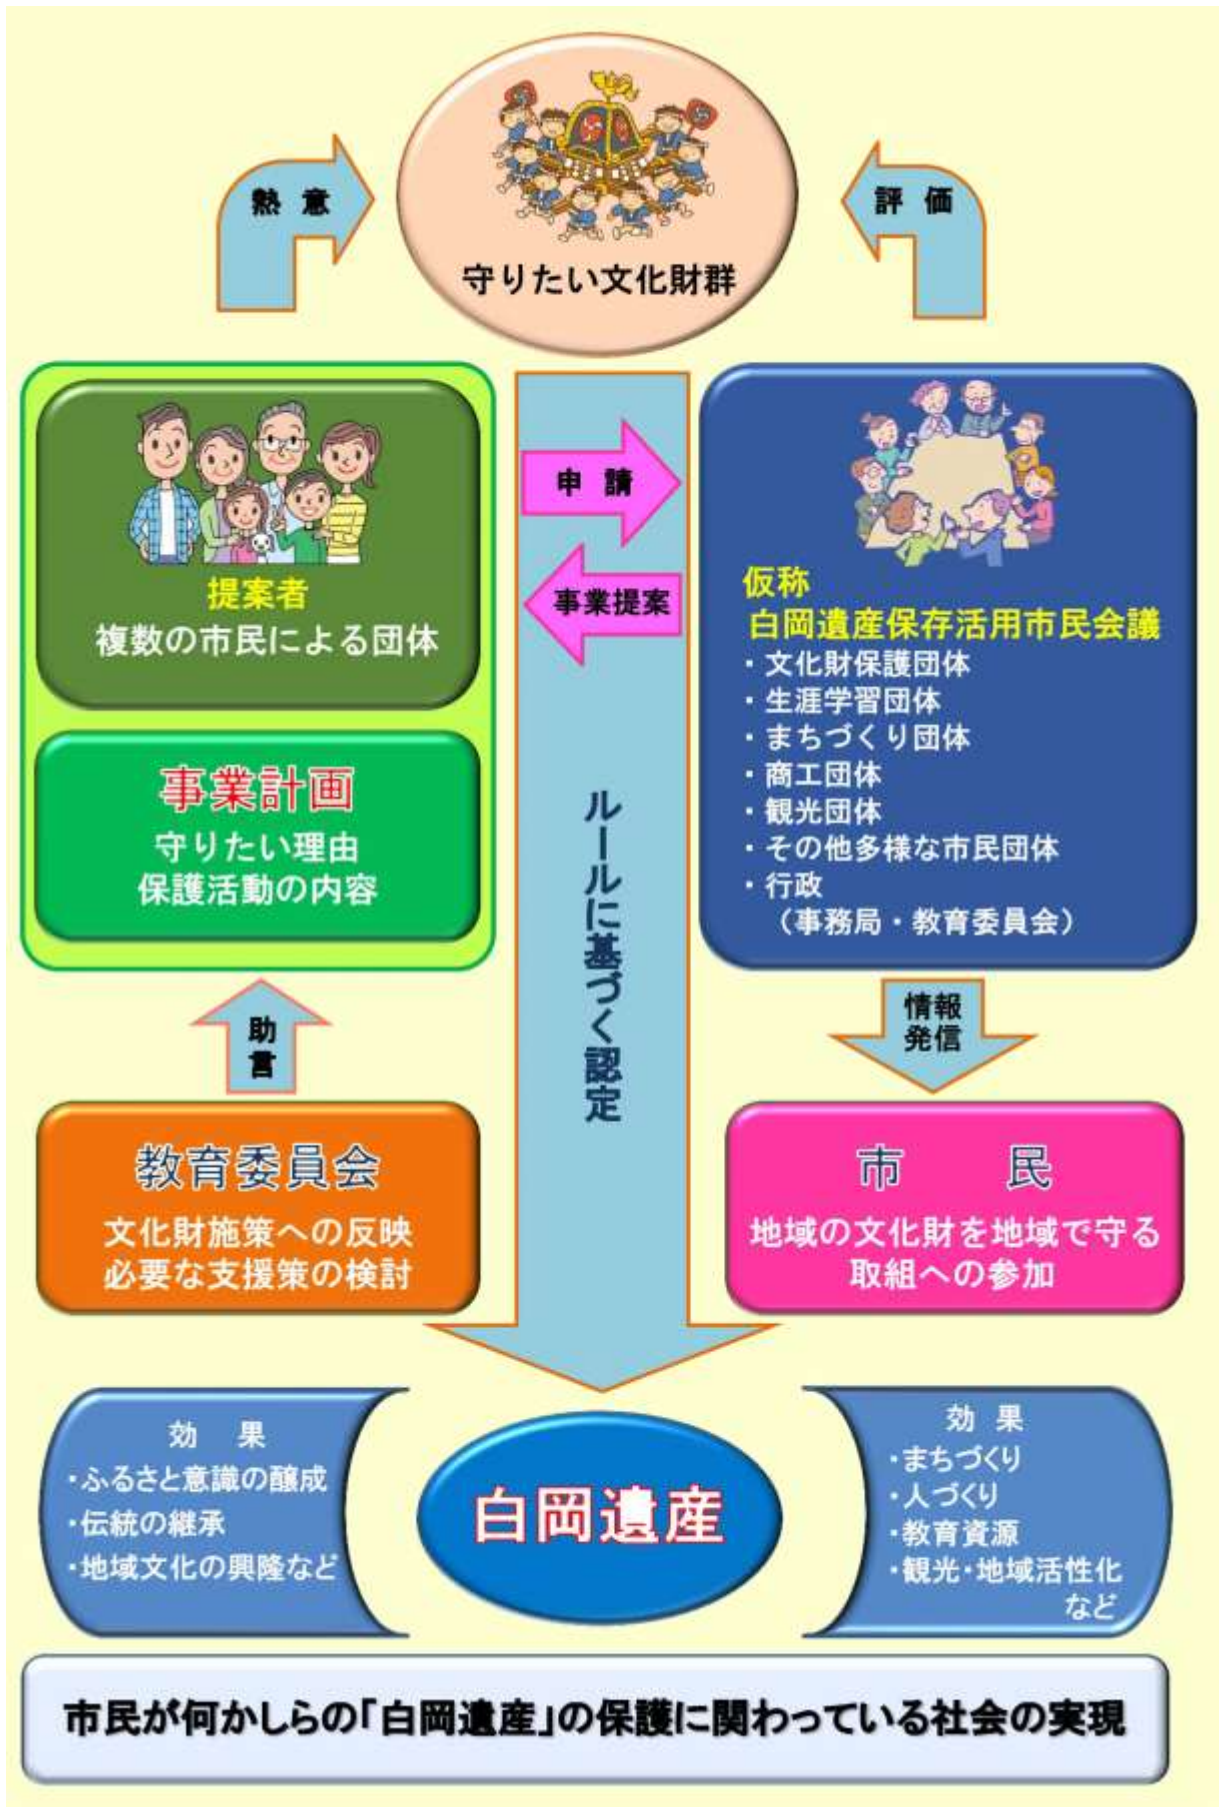 熱 意
評 価
守りたい文化財群
提案者
複数の市民による団体
事業計画
守りたい理由
保護活動の内容
申 請
事業提案
仮称
白岡遺産保存活用市民会議
・文化財保護団体
・生涯学習団体
・まちづくり団体
・商工団体
・観光団体
・その他多様な市民団体
・行政
（事務局・教育委員会）
ルールに基づく認定
助言
情報
発信
教育委員会
文化財施策への反映
必要な支援策の検討
市 民
地域の文化財を地域で守る
取組への参加
効 果
・ふるさと意識の醸成
・伝統の継承
・地域文化の興隆など
白岡遺産
効 果
・まちづくり
・人づくり
・教育資源
・観光・地域活性化
など
市民が何かしらの「白岡遺産」の保護に関わっている社会の実現